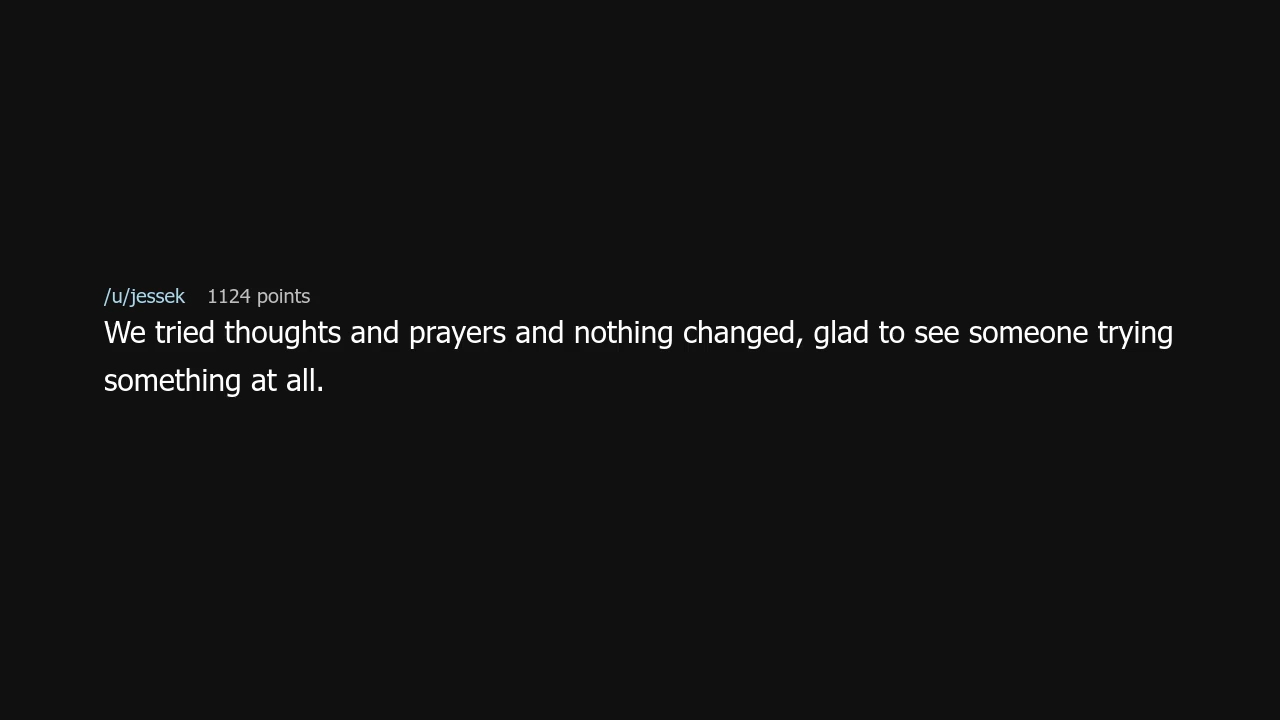 /u/jessek 1124 points
We tried thoughts and prayers and nothing changed, glad to see someone trying
something at all.